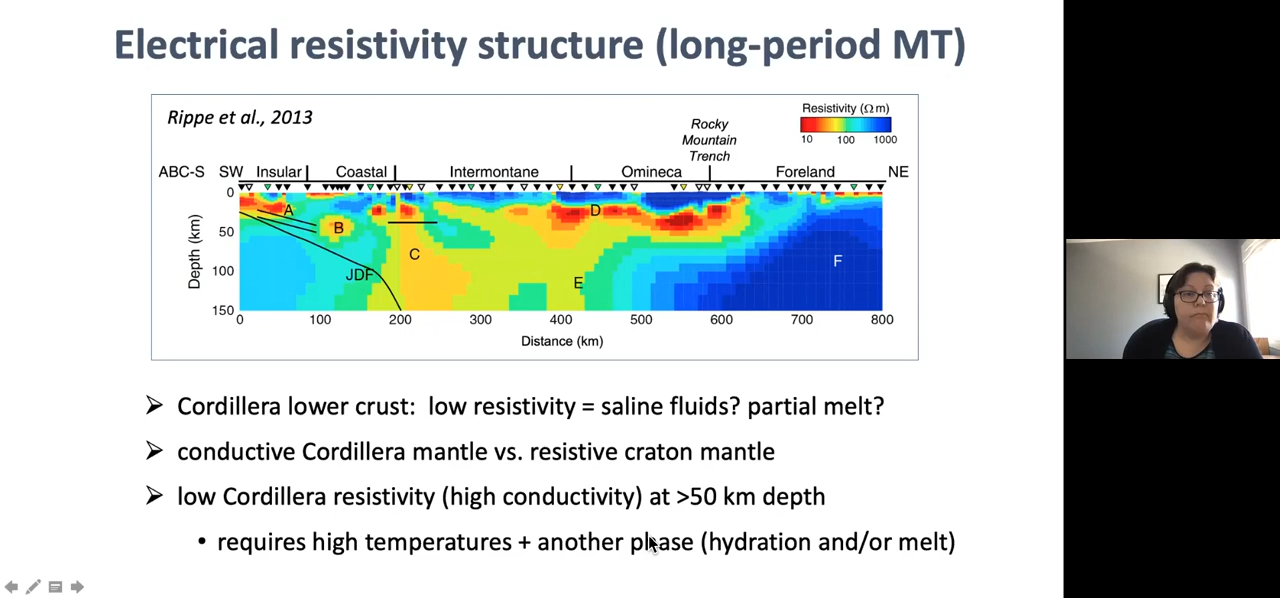 Electrical resistivity structure (long-period MT)
Rippe et al., 2013
Resistivity (Ωm)
10 100 1000
Rocky
Mountain
Trench
ABC-S SW Insular Coastal Intermontane Omineca Foreland NE
0
50
100
150
Depth (km)
A
B
C
D
E
F
JDF
0 100 200 300 400 500 600 700 800
Distance (km)
➢ Cordillera lower crust: low resistivity = saline fluids? partial melt?
➢ conductive Cordillera mantle vs. resistive craton mantle
➢ low Cordillera resistivity (high conductivity) at >50 km depth
• requires high temperatures + another phase (hydration and/or melt)